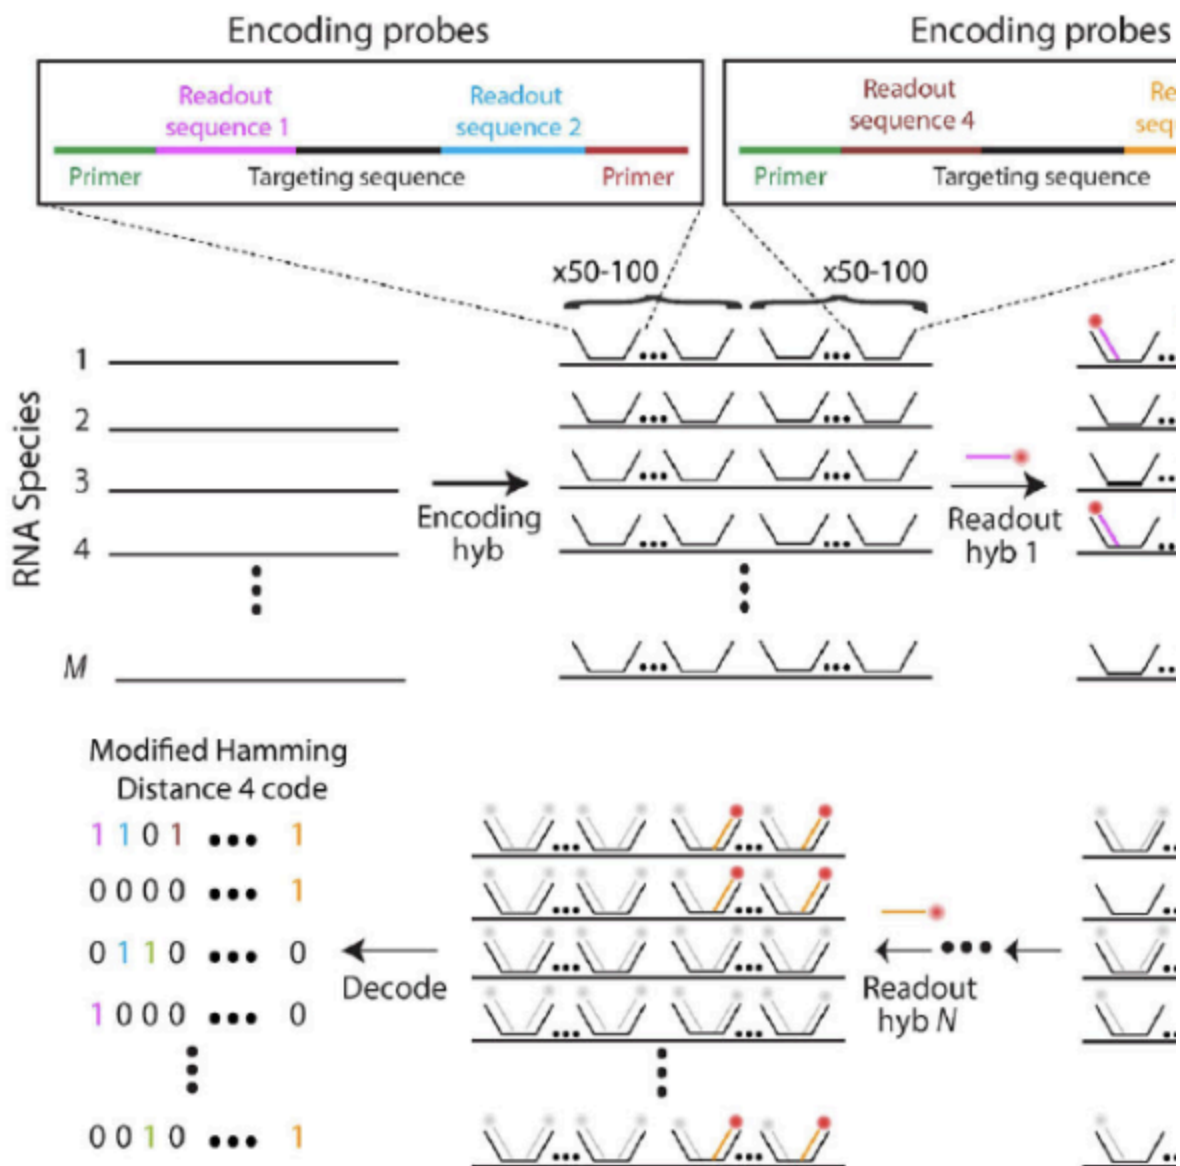 Encoding probes
Encoding probes
Readout
sequence 1
Readout
sequence 2
Primer
Targeting sequence
Primer
Readout
sequence 4
Re
sequ
Primer
Targeting sequence
x50-100
x50-100
RNA Species
1
2
3
4
M
Encoding
hyb
Readout
hyb 1
Modified Hamming
Distance 4 code
1 1 0 1 ••• 1
0 0 0 0 ••• 1
0 1 1 0 ••• 0
1 0 0 0 ••• 0
0 0 1 0 ••• 1
Decode
Readout
hyb N